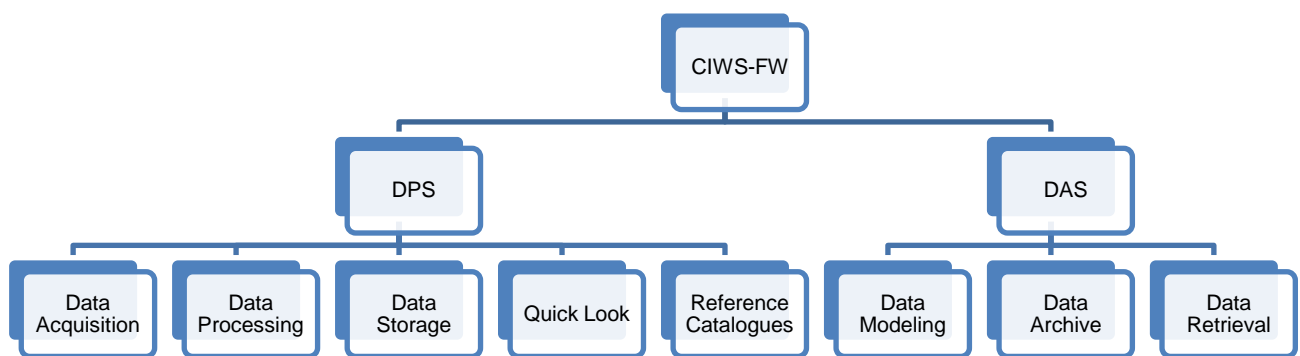 CIWS-FW
DPS
DAS
Data
Acquisition
Data
Processing
Data
Storage
Quick Look
Reference
Catalogues
Data
Modeling
Data
Archive
Data
Retrieval